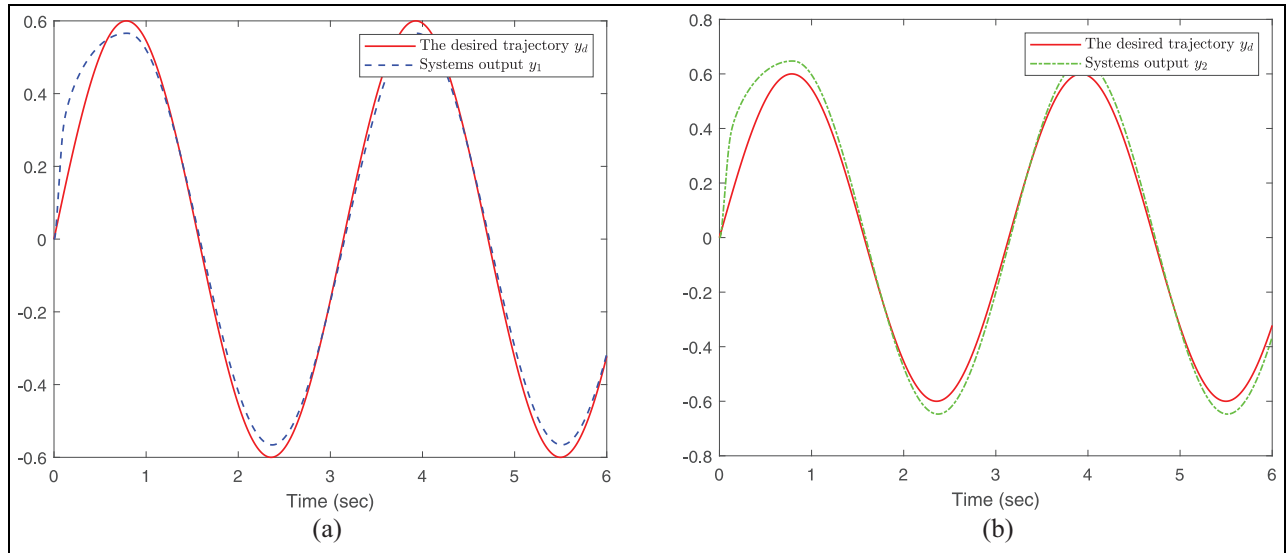 0.6
0.4
0.2
0
-0.2
-0.4
-0.6
0 1 2 3 4 5 6
Time (sec)
The desired trajectory y_d
Systems output y_1
(a)
0.8
0.6
0.4
0.2
0
-0.2
-0.4
-0.6
-0.8
0 1 2 3 4 5 6
Time (sec)
The desired trajectory y_d
Systems output y_2
(b)